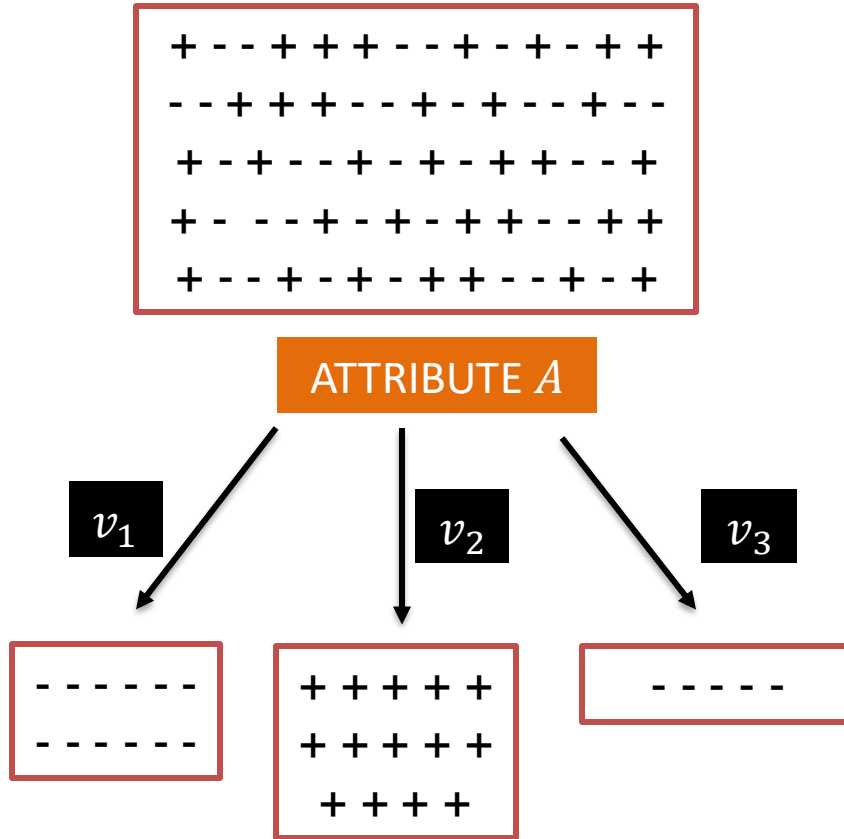 + - - + + + - - + - + - + +
- - + + + - - + - + - - + - -
+ - + - - + - + - + + - - +
+ - - - + - + - + + - - + +
+ - - + - + - + + - - + - +
ATTRIBUTE A
v₁
v₂
v₃
- - - - - -
- - - - - -
+ + + + +
+ + + + +
+ + + +
- - - - -